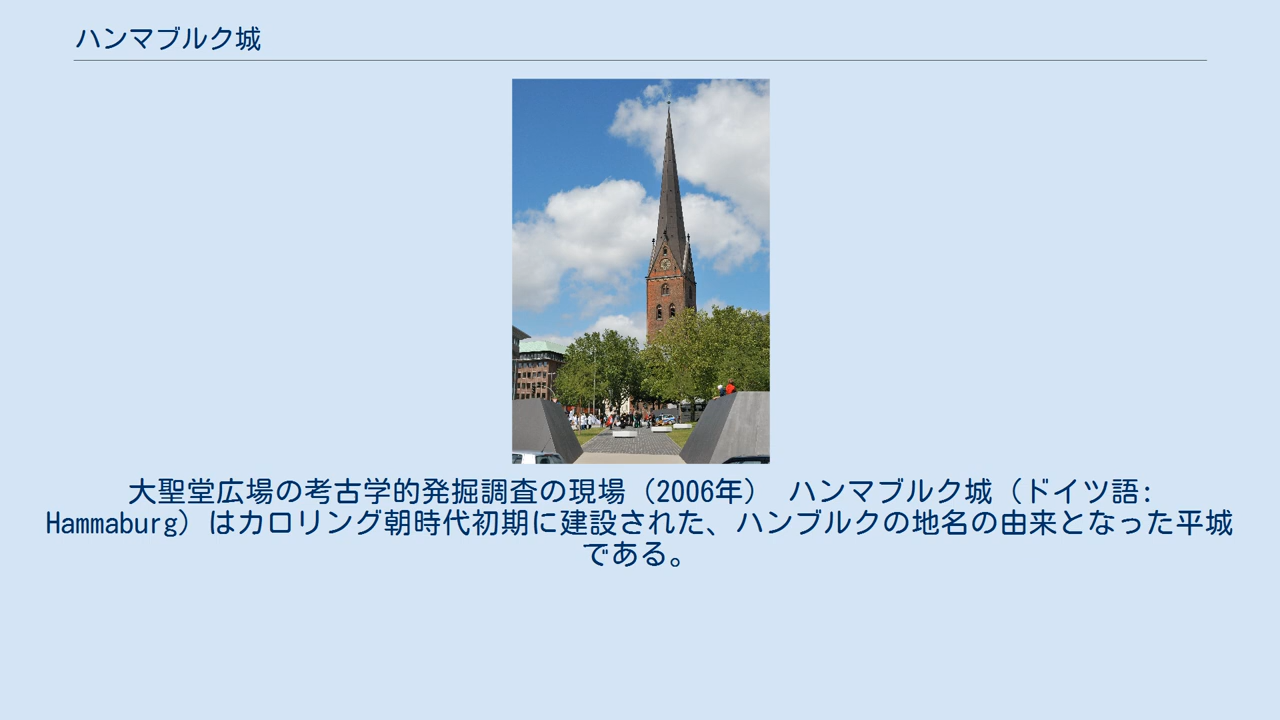 ハンマブルク城
大聖堂広場の考古学的発掘調査の現場（2006年） ハンマブルク城（ドイツ語:
Hammaburg）はカロリング朝時代初期に建設された、ハンブルクの地名の由来となった平城
である。